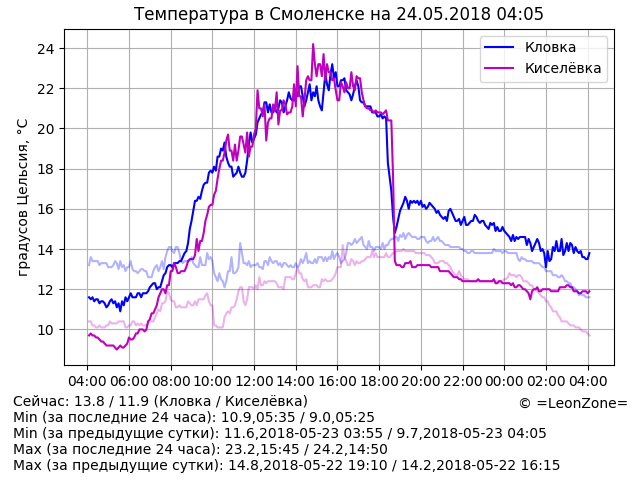 Температура в Смоленске на 24.05.2018 04:05
Кловка
Киселёвка
градусов Цельсия, °C
24
22
20
18
16
14
12
10
04:00 06:00 08:00 10:00 12:00 14:00 16:00 18:00 20:00 22:00 00:00 02:00 04:00
Сейчас: 13.8 / 11.9 (Кловка / Киселёвка)
© =LeonZone=
Min (за последние 24 часа): 10.9,05:35 / 9.0,05:25
Min (за предыдущие сутки): 11.6,2018-05-23 03:55 / 9.7,2018-05-23 04:05
Max (за последние 24 часа): 23.2,15:45 / 24.2,14:50
Max (за предыдущие сутки): 14.8,2018-05-22 19:10 / 14.2,2018-05-22 16:15